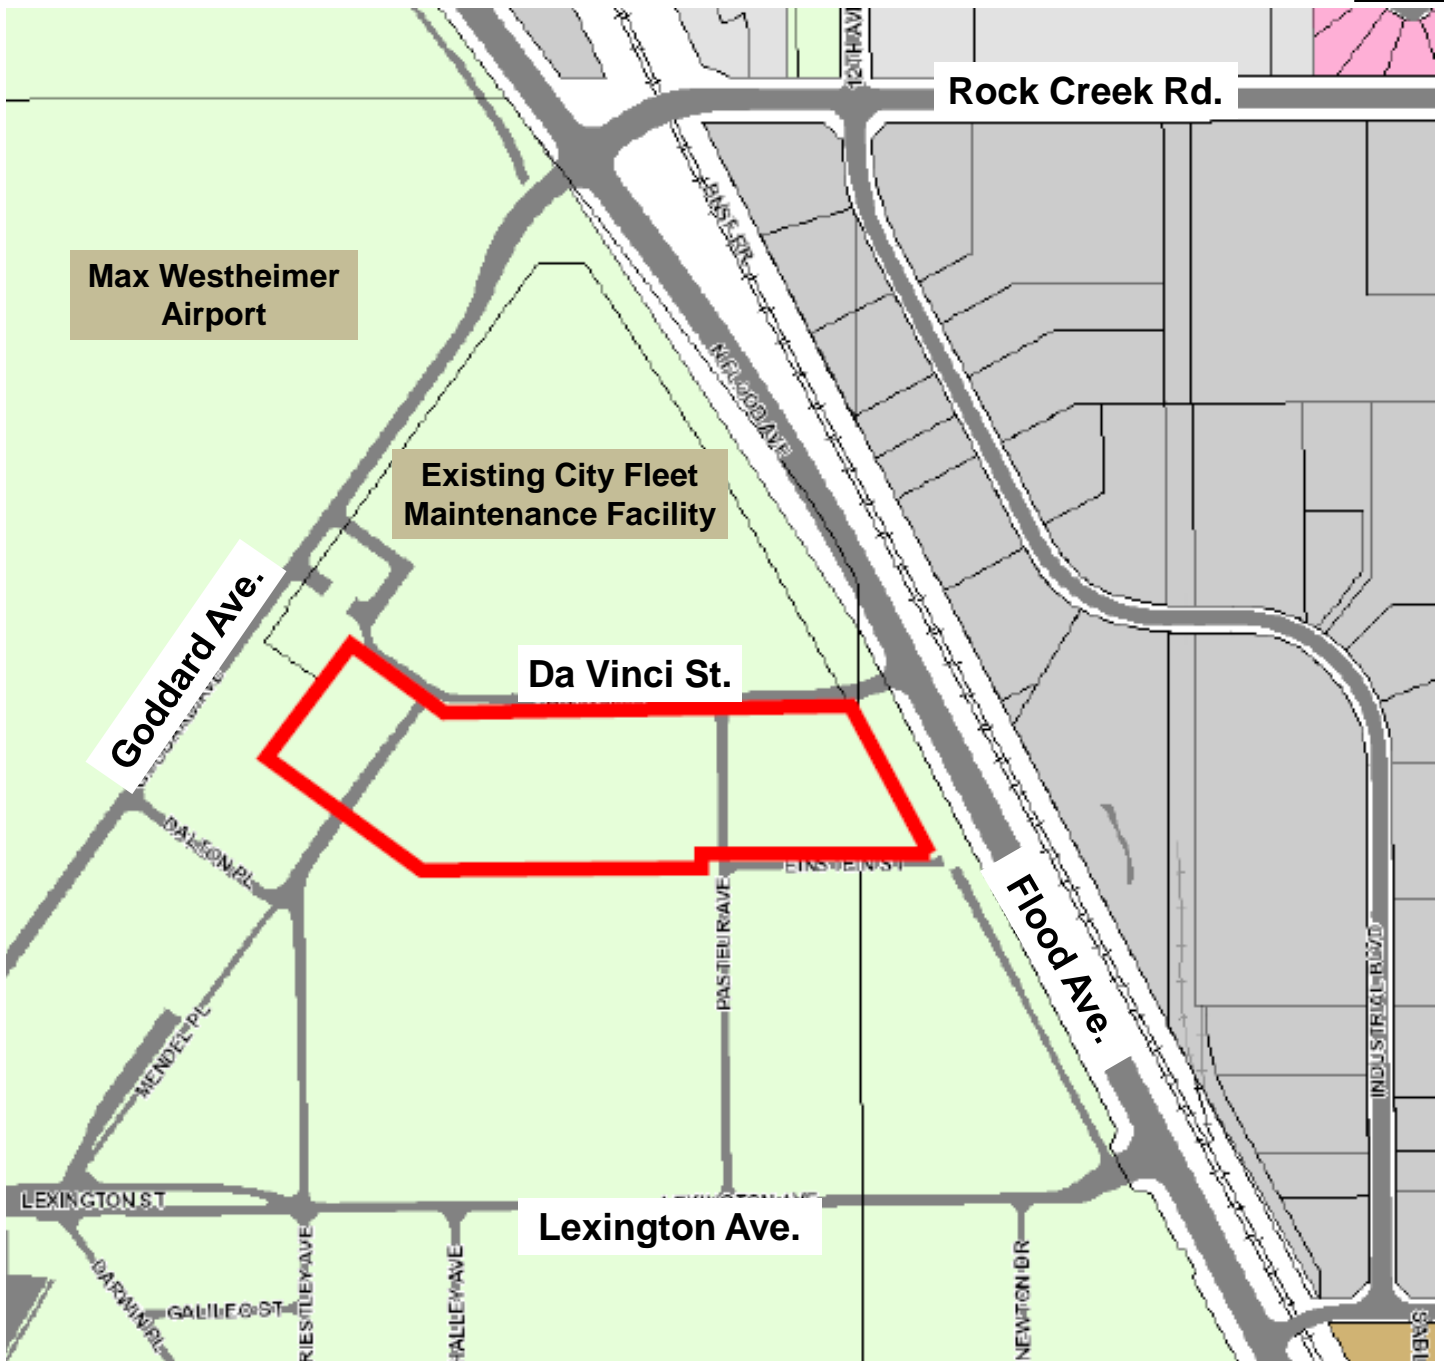 12TH AVE
Rock Creek Rd.
BNSF RR
Max Westheimer
Airport
N FLOOD AVE
Existing City Fleet
Maintenance Facility
Goddard Ave.
Da Vinci St.
DALTON PL
EINSTEIN ST
PASTEUR AVE
Flood Ave.
INDUSTRIAL BLVD
MENDEL PL
LEXINGTON ST
Lexington Ave.
DARWIN PL
GALILEO ST
RIESTLEY AVE
HALLEY AVE
NEWTON DR